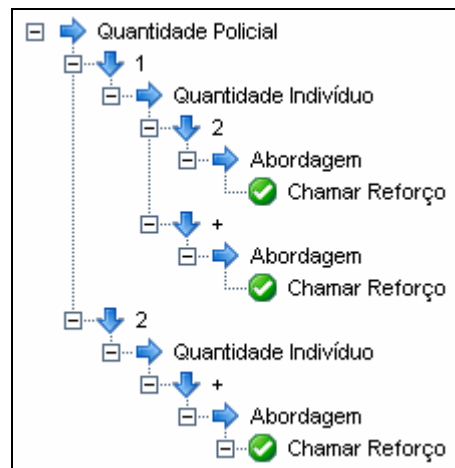 Quantidade Policial
1
Quantidade Indivíduo
2
Abordagem
Chamar Reforço
+
Abordagem
Chamar Reforço
2
Quantidade Indivíduo
+
Abordagem
Chamar Reforço